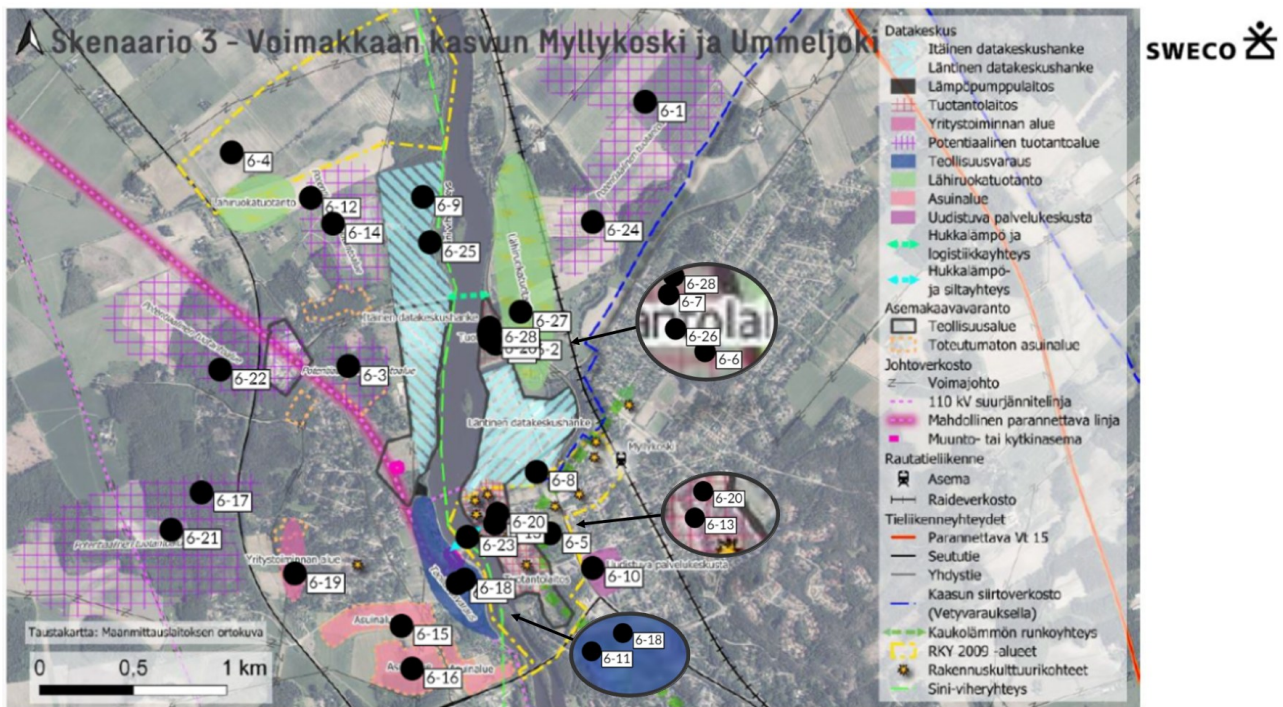 Skenaario 3 - Voimakkaan kasvun Myllykoski ja Ummeljoki
SWECO
6-1
6-4
Lähiruokatuotanto
6-12
6-14
6-9
6-25
6-24
Lähiruokatuotanto
Itäinen datakeskushanke
6-27
6-28
6-2
6-28
6-7
6-26
6-6
6-22
6-3
Läntinen datakeskushanke
Myllykoski
6-8
6-17
6-21
Potentiaalinen tuotantoalue
6-20
6-23
6-5
6-20
6-13
Yritystoiminnan alue
6-19
6-18
Tuotantolaitos
6-10
Uudistuva palvelukeskusta
6-15
6-16
Asuinalue
6-18
6-11
Taustakartta: Maanmittauslaitoksen ortokuva
0 0,5 1 km
Datakeskus
Itäinen datakeskushanke
Läntinen datakeskushanke
Lämpöpumppulaitos
Tuotantolaitos
Yritystoiminnan alue
Potentiaalinen tuotantoalue
Teollisuusvaraus
Lähiruokatuotanto
Asuinalue
Uudistuva palvelukeskusta
Hukkalämpö ja
logistiikkayhteys
Hukkalämpö-
ja siltayhteys
Asemakaavavaranto
Teollisuusalue
Toteutumaton asuinalue
Johtoverkosto
Voimajohto
110 kV suurjännitelinja
Mahdollinen parannettava linja
Muunto- tai kytkinasema
Rautatieliikenne
Asema
Raideverkosto
Tieliikenneyhteydet
Parannettava Vt 15
Seututie
Yhdystie
Kaasun siirtoverkosto
(Vetyvarauksella)
Kaukolämmön runkoyhteys
RKY 2009 -alueet
Rakennuskulttuurikohteet
Sini-viheryhteys